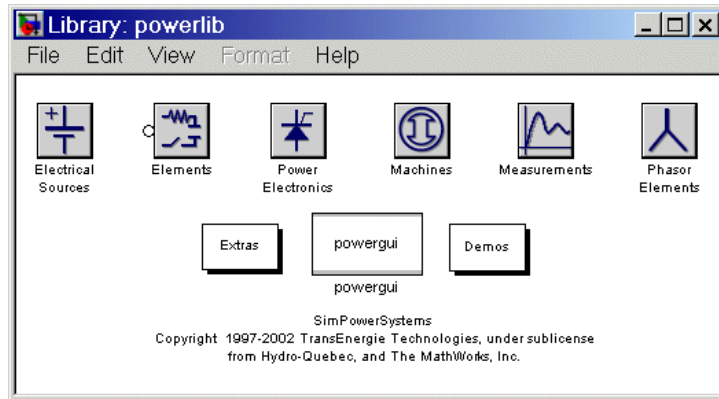 Library: powerlib
File Edit View Format Help
Electrical Sources
Elements
Power Electronics
Machines
Measurements
Phasor Elements
Extras
powergui
Demos
powergui
SimPowerSystems
Copyright 1997-2002 TransEnergie Technologies, under sublicense
from Hydro-Quebec, and The MathWorks, Inc.